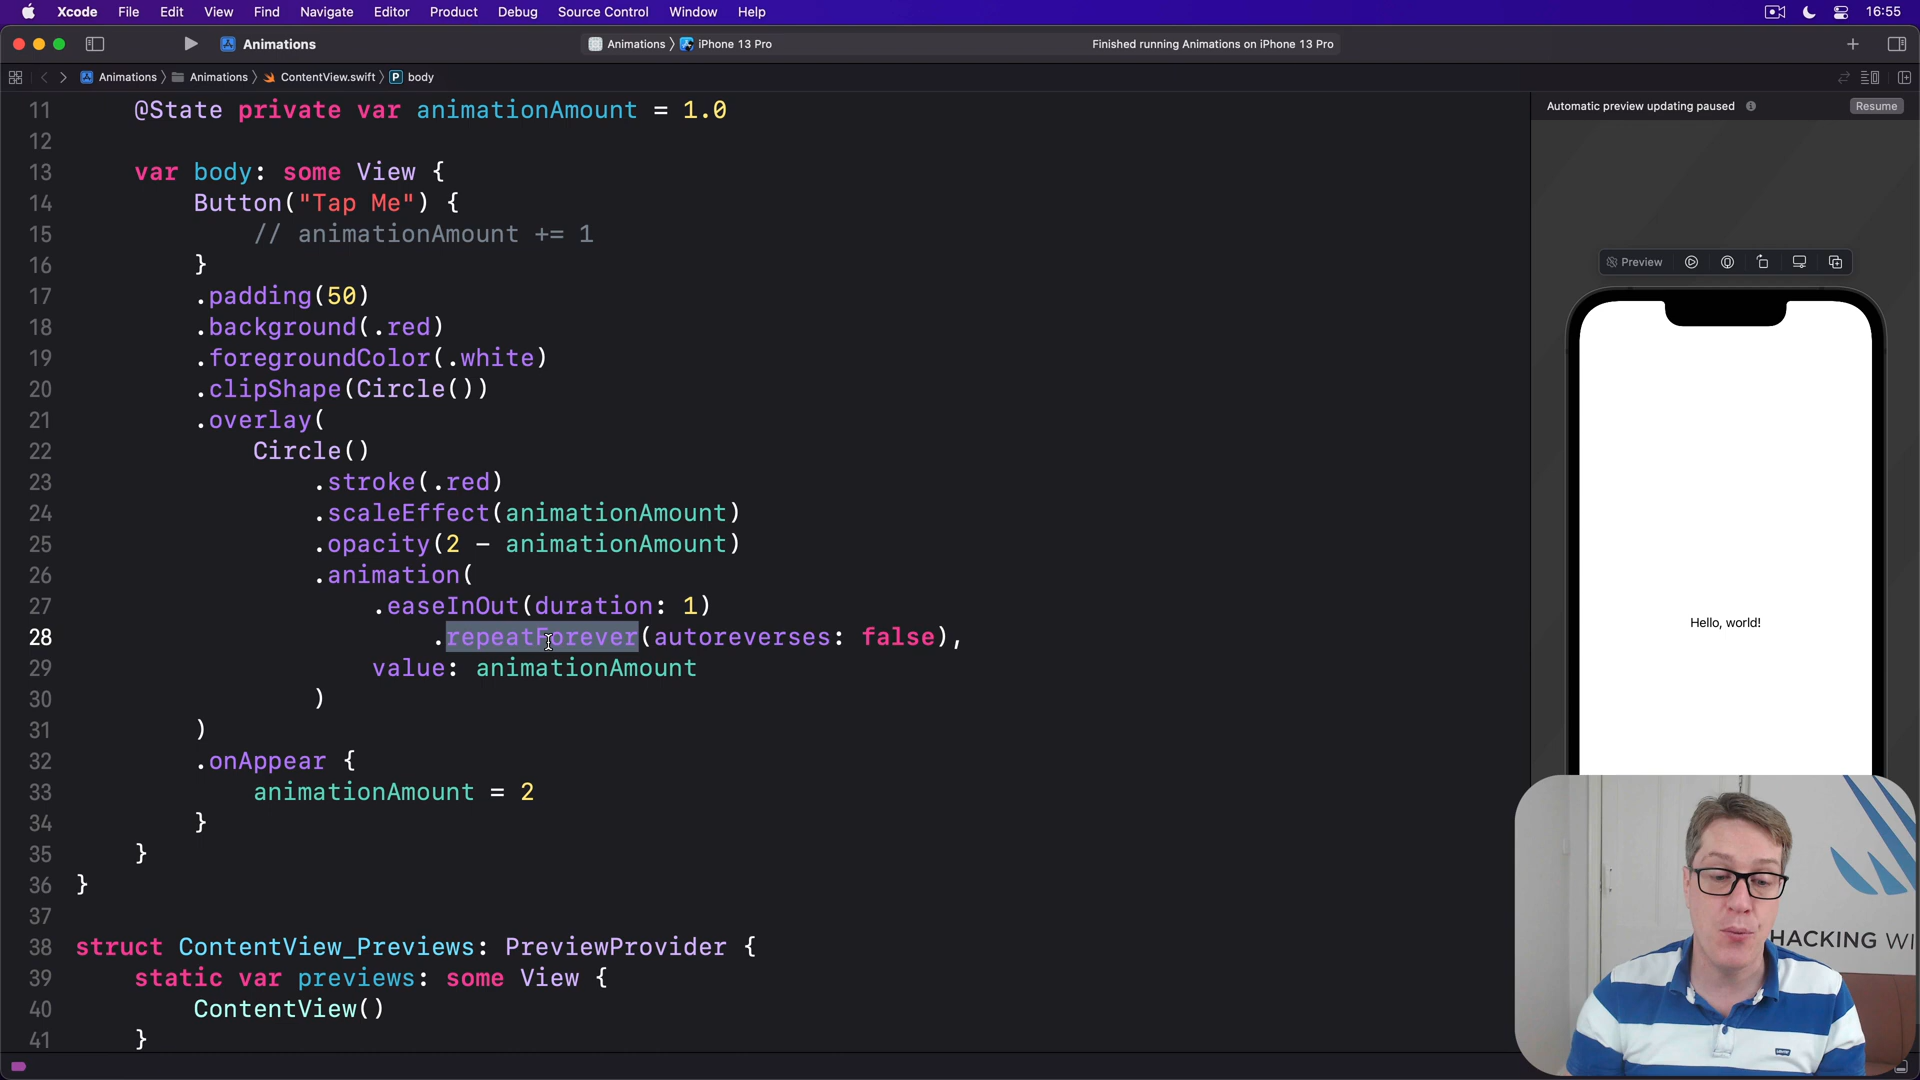 Xcode File Edit View Find Navigate Editor Product Debug Source Control Window Help 16:55
Animations Animations iPhone 13 Pro Finished running Animations on iPhone 13 Pro
Animations Animations ContentView.swift P body
Automatic preview updating paused Resume
11 @State private var animationAmount = 1.0
12
13 var body: some View {
14 Button("Tap Me") {
15 // animationAmount += 1
16 }
17 .padding(50)
18 .background(.red)
19 .foregroundColor(.white)
20 .clipShape(Circle())
21 .overlay(
22 Circle()
23 .stroke(.red)
24 .scaleEffect(animationAmount)
25 .opacity(2 - animationAmount)
26 .animation(
27 .easeInOut(duration: 1)
28 .repeatForever(autoreverses: false),
29 value: animationAmount
30 )
31 )
32 .onAppear {
33 animationAmount = 2
34 }
35 }
36 }
37
38 struct ContentView_Previews: PreviewProvider {
39 static var previews: some View {
40 ContentView()
41 }
Preview
Hello, world!
HACKING WI